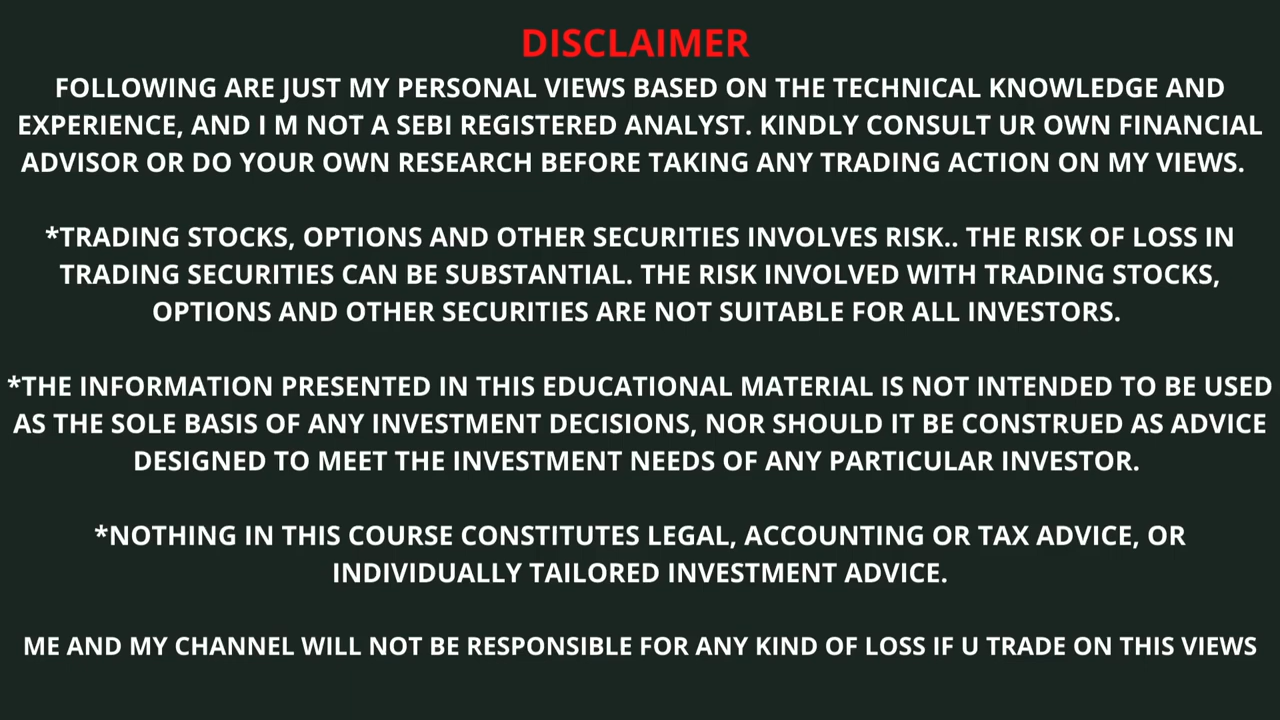 DISCLAIMER
FOLLOWING ARE JUST MY PERSONAL VIEWS BASED ON THE TECHNICAL KNOWLEDGE AND
EXPERIENCE, AND I M NOT A SEBI REGISTERED ANALYST. KINDLY CONSULT UR OWN FINANCIAL
ADVISOR OR DO YOUR OWN RESEARCH BEFORE TAKING ANY TRADING ACTION ON MY VIEWS.
*TRADING STOCKS, OPTIONS AND OTHER SECURITIES INVOLVES RISK.. THE RISK OF LOSS IN
TRADING SECURITIES CAN BE SUBSTANTIAL. THE RISK INVOLVED WITH TRADING STOCKS,
OPTIONS AND OTHER SECURITIES ARE NOT SUITABLE FOR ALL INVESTORS.
*THE INFORMATION PRESENTED IN THIS EDUCATIONAL MATERIAL IS NOT INTENDED TO BE USED
AS THE SOLE BASIS OF ANY INVESTMENT DECISIONS, NOR SHOULD IT BE CONSTRUED AS ADVICE
DESIGNED TO MEET THE INVESTMENT NEEDS OF ANY PARTICULAR INVESTOR.
*NOTHING IN THIS COURSE CONSTITUTES LEGAL, ACCOUNTING OR TAX ADVICE, OR
INDIVIDUALLY TAILORED INVESTMENT ADVICE.
ME AND MY CHANNEL WILL NOT BE RESPONSIBLE FOR ANY KIND OF LOSS IF U TRADE ON THIS VIEWS